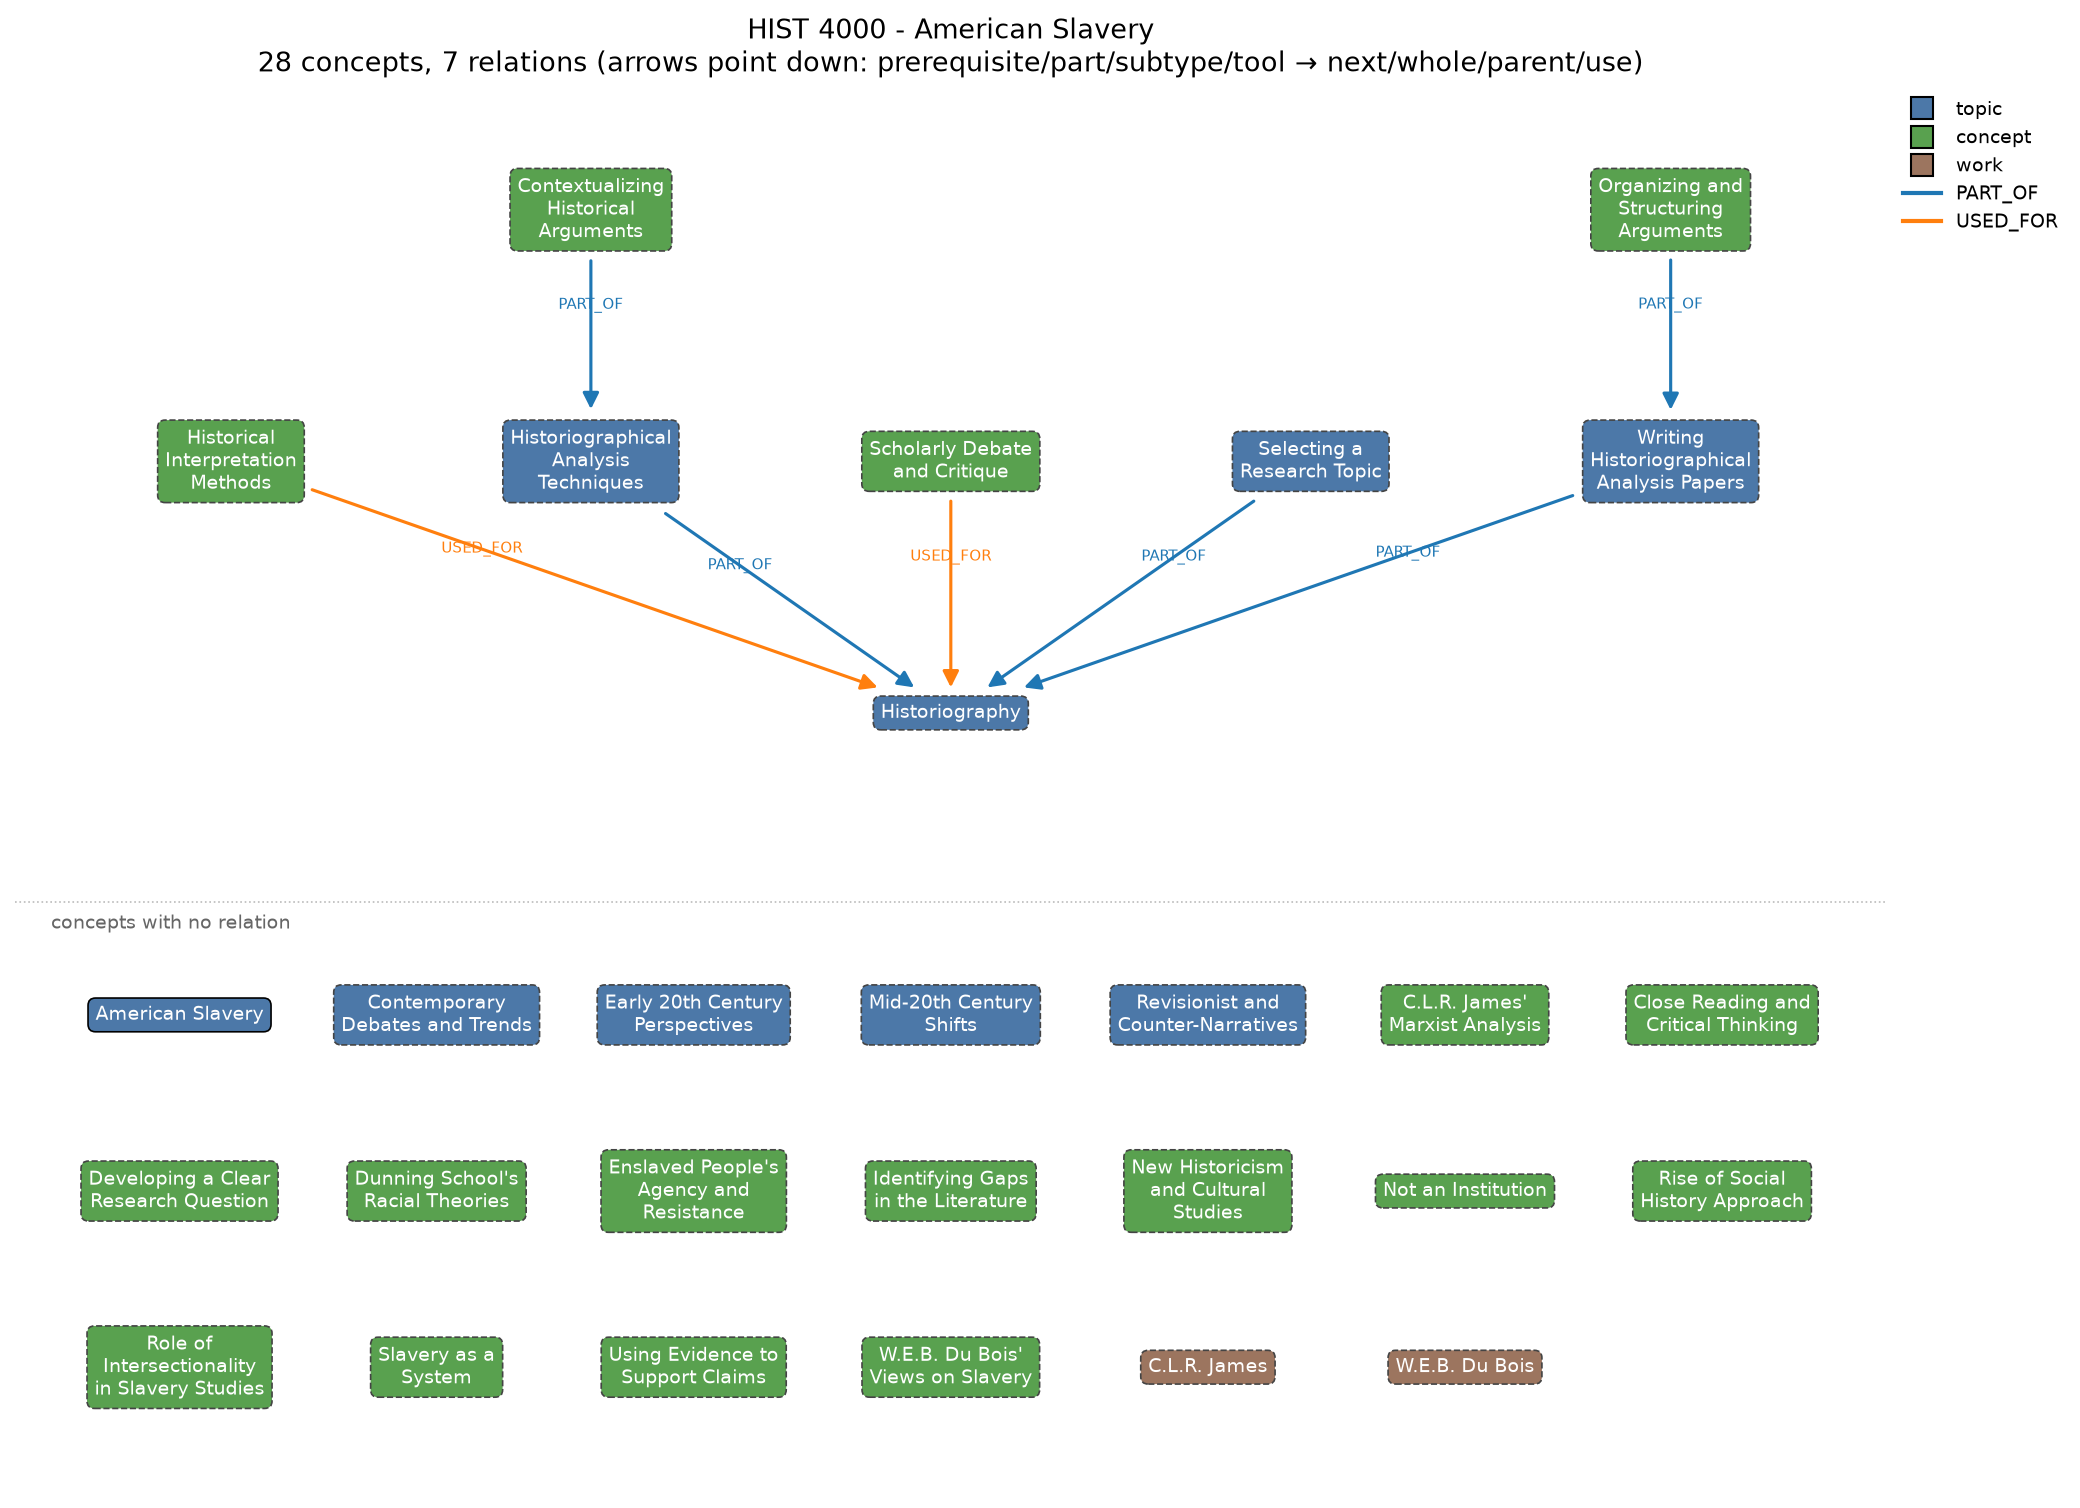 HIST 4000 - American Slavery
28 concepts, 7 relations (arrows point down: prerequisite/part/subtype/tool → next/whole/parent/use)
topic
concept
work
PART_OF
USED_FOR
Contextualizing
Historical
Arguments
Organizing and
Structuring
Arguments
PART_OF
PART_OF
Historical
Interpretation
Methods
Historiographical
Analysis
Techniques
Scholarly Debate
and Critique
Selecting a
Research Topic
Writing
Historiographical
Analysis Papers
USED_FOR
PART_OF
USED_FOR
PART_OF
PART_OF
Historiography
concepts with no relation
American Slavery
Contemporary
Debates and Trends
Early 20th Century
Perspectives
Mid-20th Century
Shifts
Revisionist and
Counter-Narratives
C.L.R. James'
Marxist Analysis
Close Reading and
Critical Thinking
Developing a Clear
Research Question
Dunning School's
Racial Theories
Enslaved People's
Agency and
Resistance
Identifying Gaps
in the Literature
New Historicism
and Cultural
Studies
Not an Institution
Rise of Social
History Approach
Role of
Intersectionality
in Slavery Studies
Slavery as a
System
Using Evidence to
Support Claims
W.E.B. Du Bois'
Views on Slavery
C.L.R. James
W.E.B. Du Bois